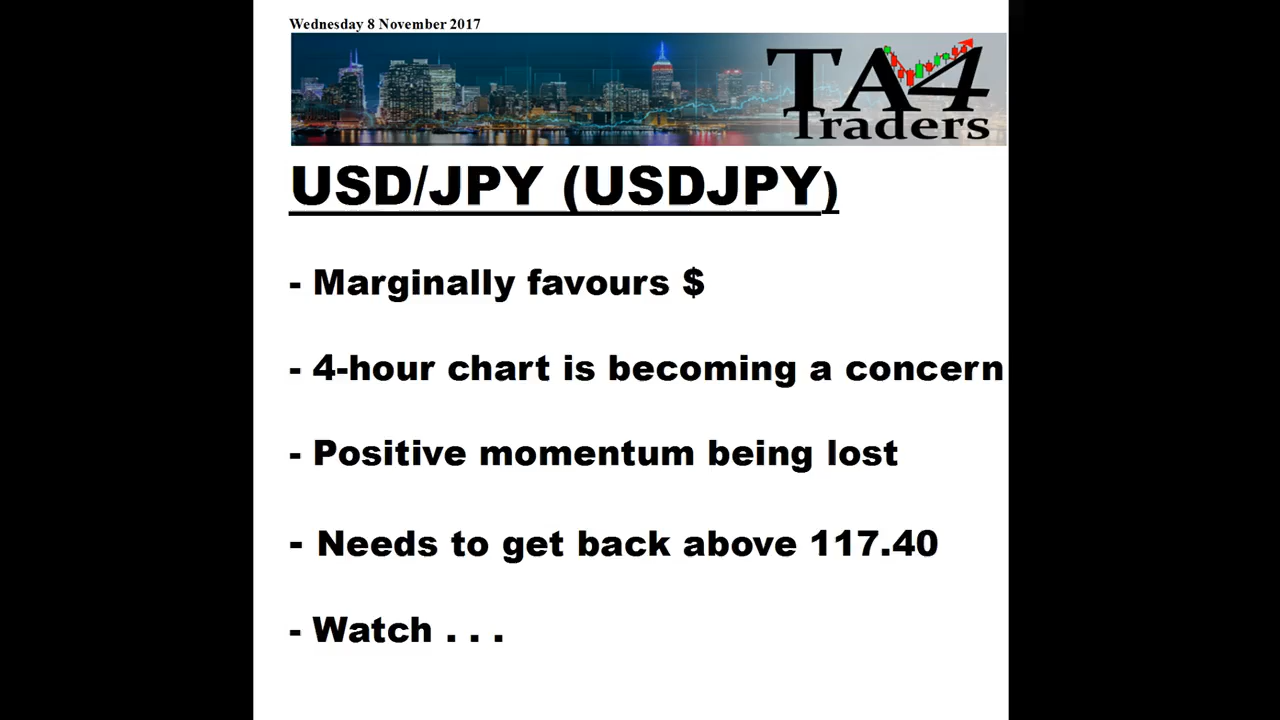 Wednesday 8 November 2017
TA4
Traders
USD/JPY (USDJPY)
- Marginally favours $
- 4-hour chart is becoming a concern
- Positive momentum being lost
- Needs to get back above 117.40
- Watch . . .